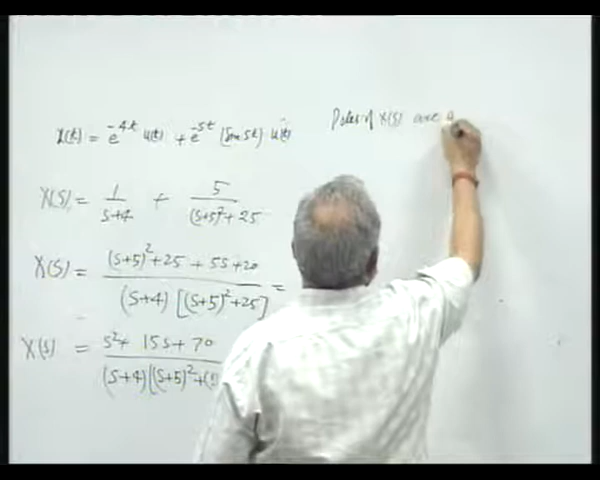 x(t) = e^-4t u(t) + e^-5t (Sin 5t) u(t)
X(s) = 1/(s+4) + 5/((s+5)^2 + 25)
X(s) = ((s+5)^2 + 25 + 5s + 20) / ((s+4) [(s+5)^2 + 25]) =
X(s) = (s^2 + 15s + 70) / ((s+4) [(s+5)^2 + (
Poles of X(s) are